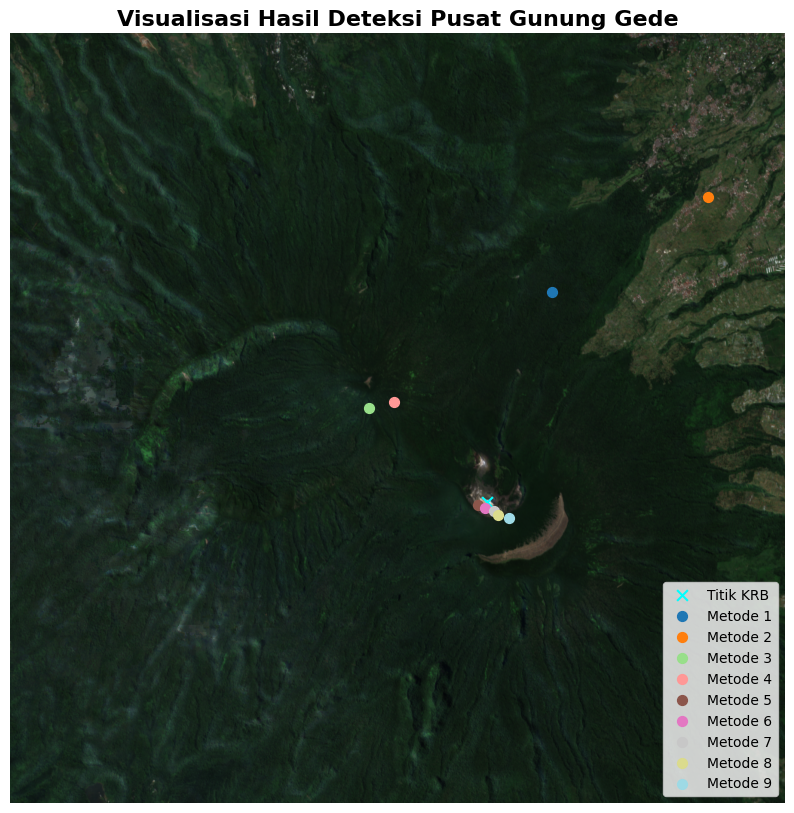 Visualisasi Hasil Deteksi Pusat Gunung Gede
Titik KRB
Metode 1
Metode 2
Metode 3
Metode 4
Metode 5
Metode 6
Metode 7
Metode 8
Metode 9